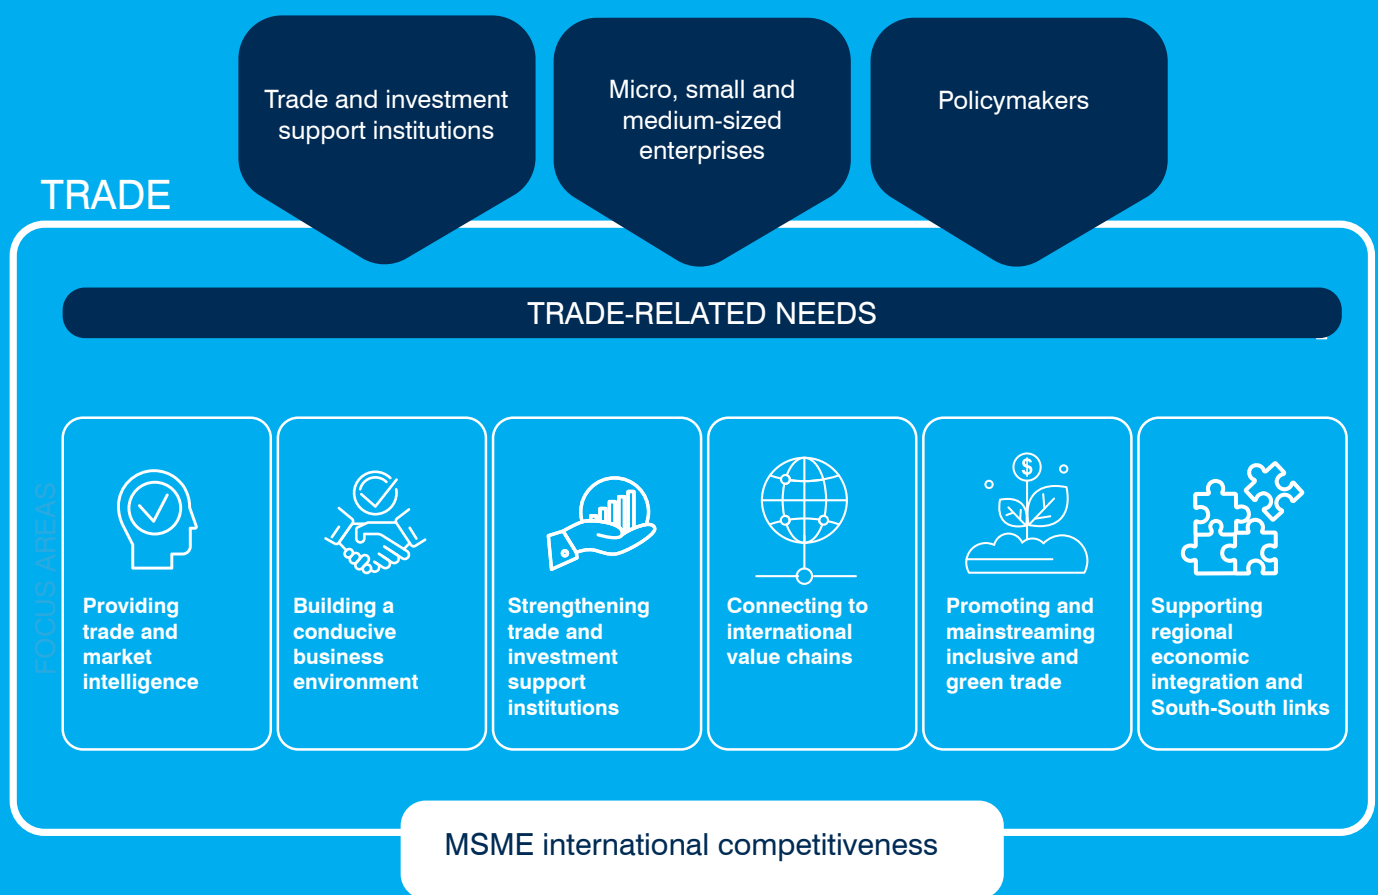 Trade and investment
support institutions
Micro, small and
medium-sized
enterprises
Policymakers
TRADE
TRADE-RELATED NEEDS
FOCUS AREAS
$
Providing
trade and
market
intelligence
Building a
conducive
business
environment
Strengthening
trade and
investment
support
institutions
Connecting to
international
value chains
Promoting and
mainstreaming
inclusive and
green trade
Supporting
regional
economic
integration and
South-South links
MSME international competitiveness